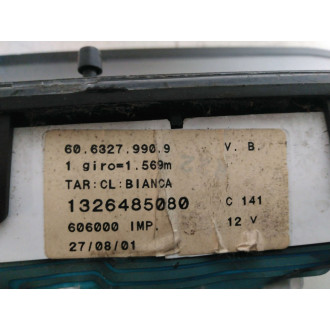 60.6327.990.9 V. B.
1 giro=1.569m
TAR:CL:BIANCA
1326485080 C 141
606000 IMP. 12 V
27/08/01